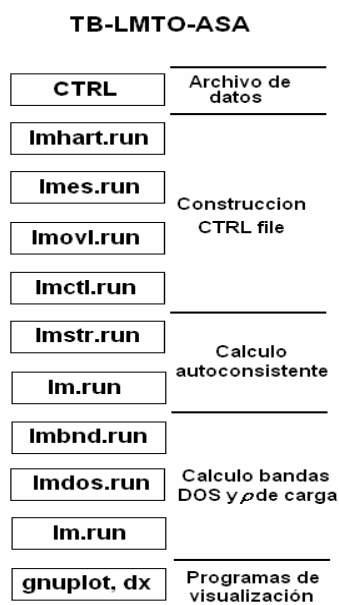 TB-LMTO-ASA
CTRL
Archivo de
datos
lmhart.run
lmes.run
lmovl.run
lmctl.run
Construccion
CTRL file
lmstr.run
lm.run
Calculo
autoconsistente
lmbnd.run
lmdos.run
lm.run
Calculo bandas
DOS y ρ de carga
gnuplot, dx
Programas de
visualización